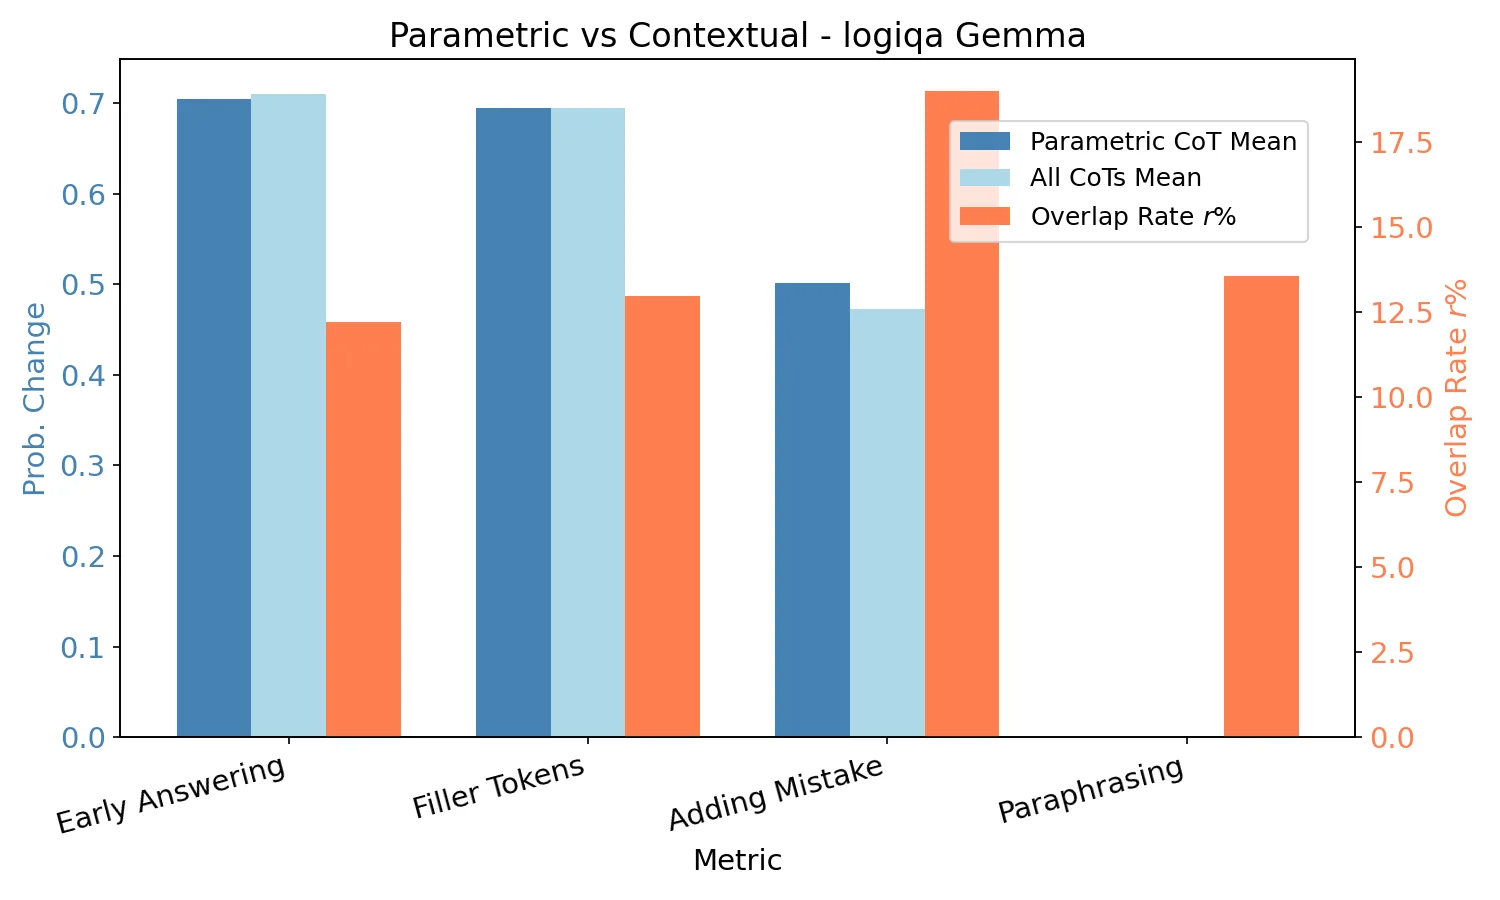 Parametric vs Contextual - logiqa Gemma
Prob. Change
0.7
0.6
0.5
0.4
0.3
0.2
0.1
0.0
Parametric CoT Mean
All CoTs Mean
Overlap Rate r%
17.5
15.0
12.5
10.0
7.5
5.0
2.5
0.0
Overlap Rate r%
Early Answering
Filler Tokens
Adding Mistake
Paraphrasing
Metric